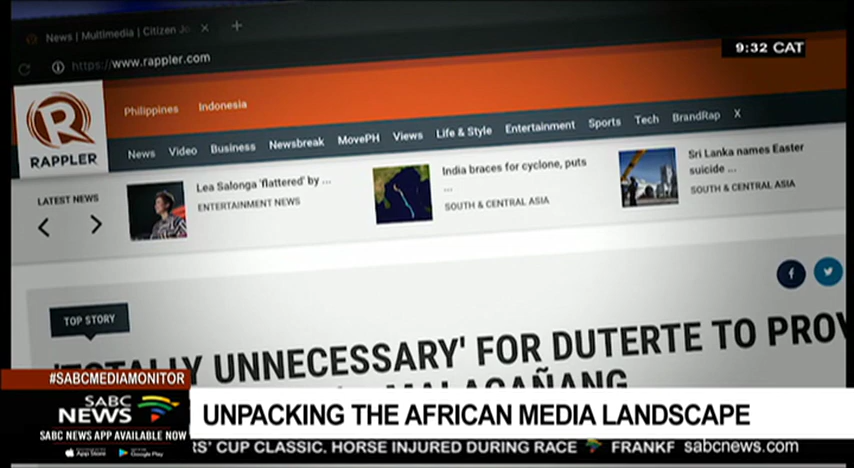 News | Multimedia | Citizen Jo
9:32 CAT
https://www.rappler.com
R
RAPPLER
Philippines Indonesia
News Video Business Newsbreak MovePH Views Life & Style Entertainment Sports Tech BrandRap X
LATEST NEWS
Lea Salonga 'flattered' by ...
ENTERTAINMENT NEWS
India braces for cyclone, puts
...
SOUTH & CENTRAL ASIA
Sri Lanka names Easter
suicide ...
SOUTH & CENTRAL ASIA
TOP STORY
'TOTALLY UNNECESSARY' FOR DUTERTE TO PROV
MALACAÑANG
#SABCMEDIAMONITOR
SABC
NEWS
SABC NEWS APP AVAILABLE NOW
App Store Google Play
UNPACKING THE AFRICAN MEDIA LANDSCAPE
RS' CUP CLASSIC. HORSE INJURED DURING RACE FRANKF sabcnews.com